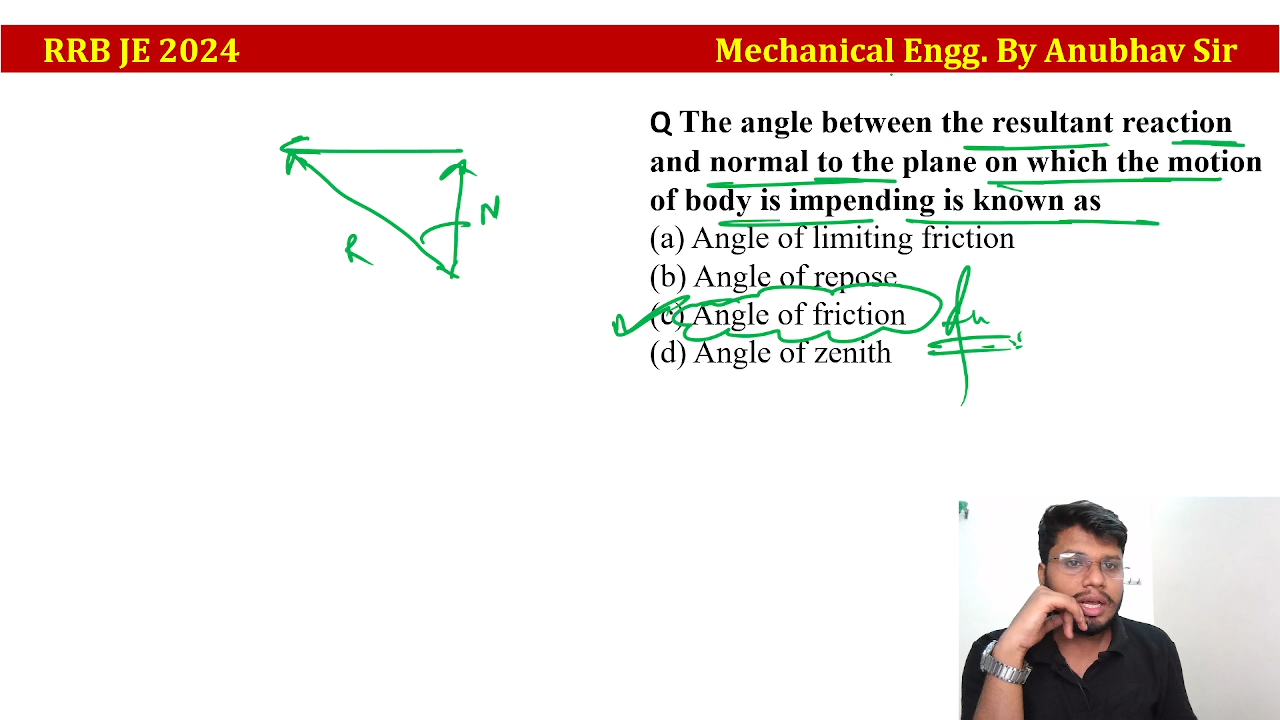 RRB JE 2024
Mechanical Engg. By Anubhav Sir
Q The angle between the resultant reaction
and normal to the plane on which the motion
of body is impending is known as
(a) Angle of limiting friction
(b) Angle of repose
(c) Angle of friction
(d) Angle of zenith
N
R